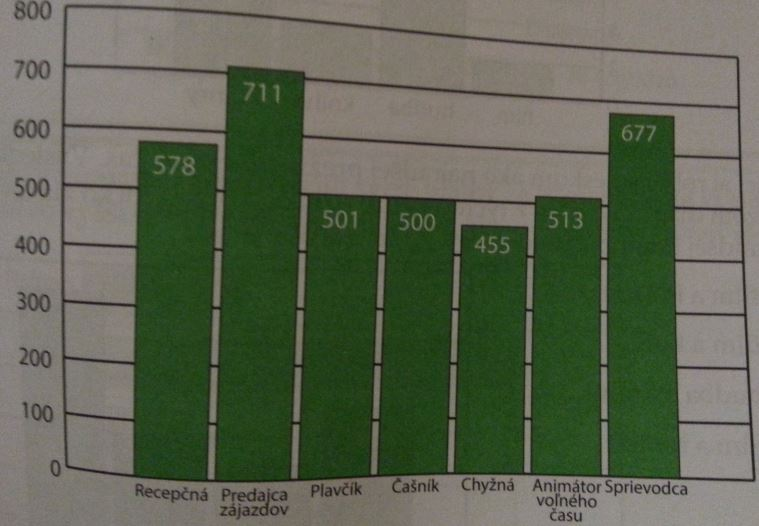 800
700
600
500
400
300
200
100
0
578
711
501
500
455
513
677
Recepčná
Predajca
zájazdov
Plavčík
Čašník
Chyžná
Animátor
voľného
času
Sprievodca